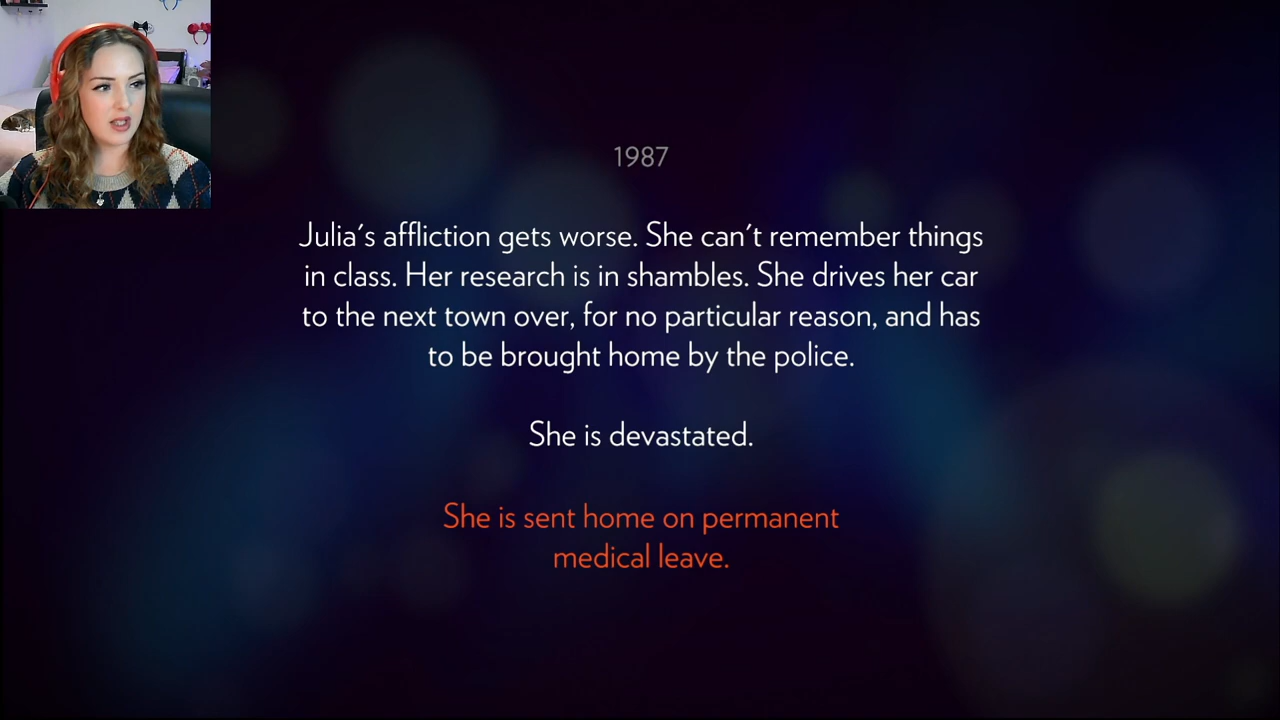 1987
Julia's affliction gets worse. She can't remember things
in class. Her research is in shambles. She drives her car
to the next town over, for no particular reason, and has
to be brought home by the police.
She is devastated.
She is sent home on permanent
medical leave.